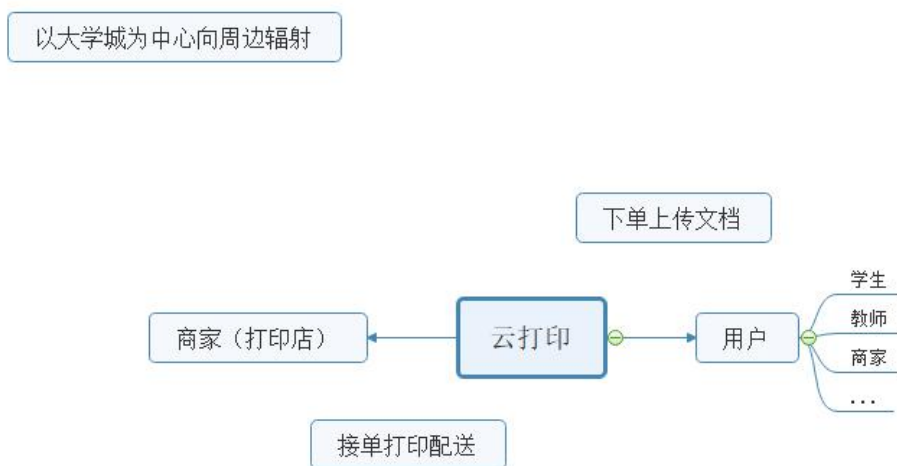 以大学城为中心向周边辐射
下单上传文档
商家（打印店）
云打印
用户
学生
教师
商家
...
接单打印配送